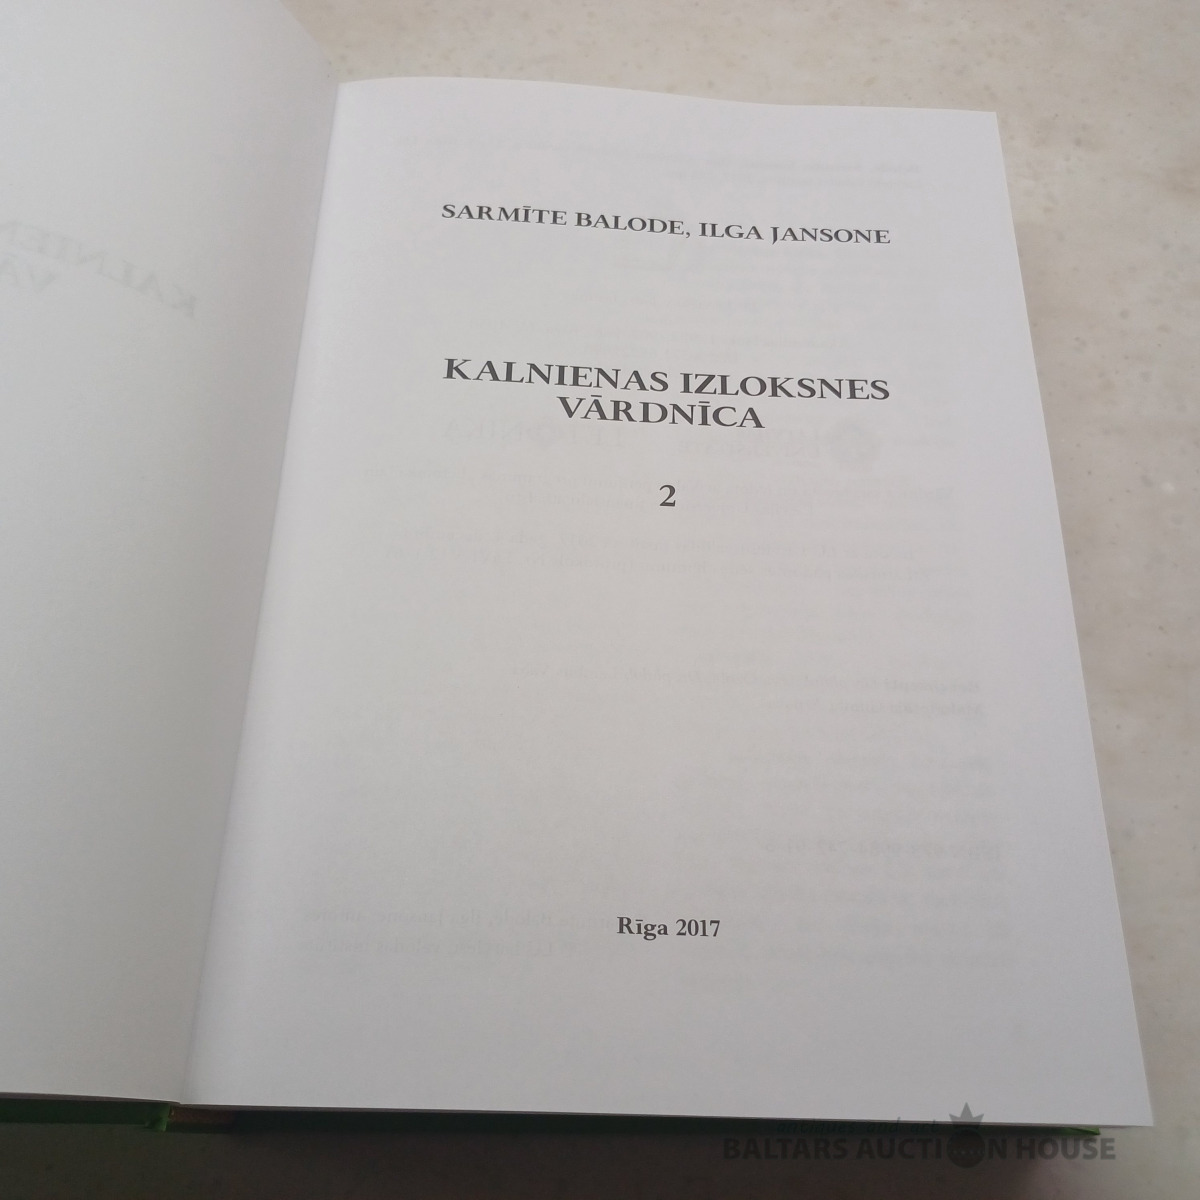 SARMĪTE BALODE, ILGA JANSONE
KALNIENAS IZLOKSNES
VĀRDNĪCA
2
Rīga 2017
BALTARS AUCTION HOUSE